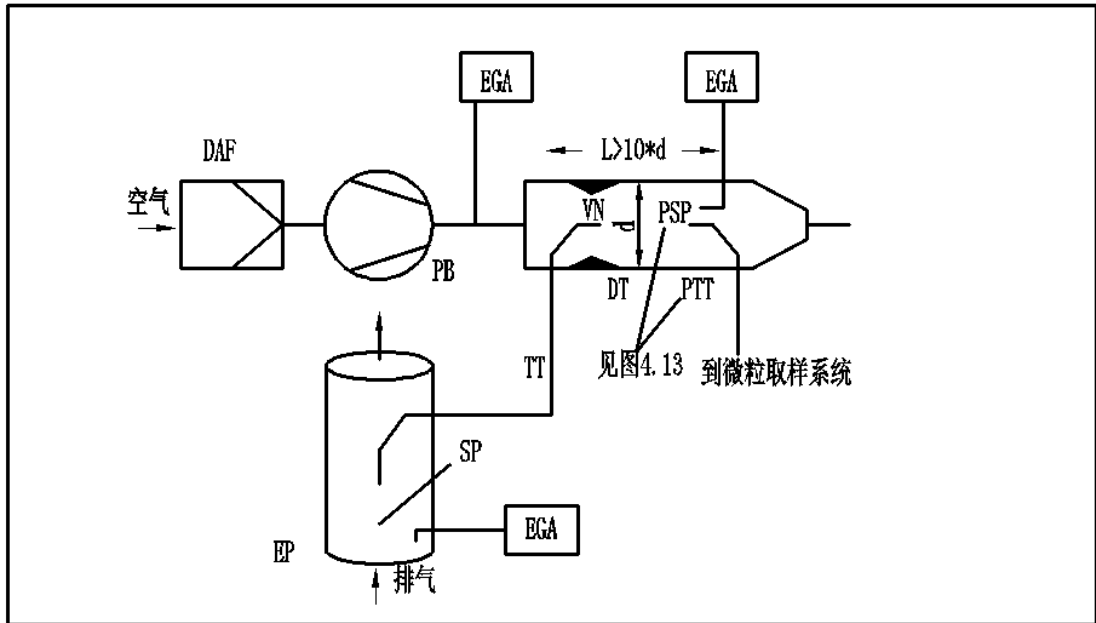 EGA
EGA
DAF
L>10*d
空气
VN
d
PSP
PB
DT
PTT
TT
见图4.13
到微粒取样系统
SP
EGA
EP
排气